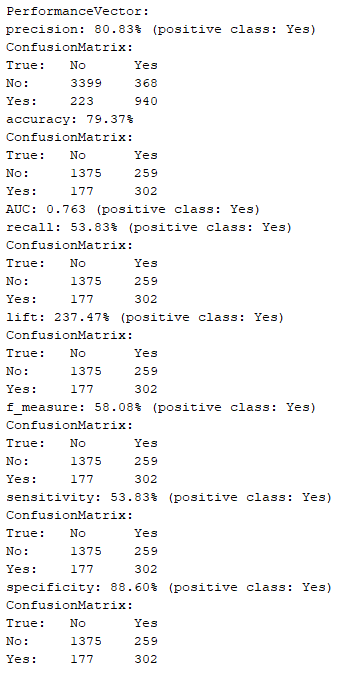 PerformanceVector:
precision: 80.83% (positive class: Yes)
ConfusionMatrix:
True: No Yes
No: 3399 368
Yes: 223 940
accuracy: 79.37%
ConfusionMatrix:
True: No Yes
No: 1375 259
Yes: 177 302
AUC: 0.763 (positive class: Yes)
recall: 53.83% (positive class: Yes)
ConfusionMatrix:
True: No Yes
No: 1375 259
Yes: 177 302
lift: 237.47% (positive class: Yes)
ConfusionMatrix:
True: No Yes
No: 1375 259
Yes: 177 302
f_measure: 58.08% (positive class: Yes)
ConfusionMatrix:
True: No Yes
No: 1375 259
Yes: 177 302
sensitivity: 53.83% (positive class: Yes)
ConfusionMatrix:
True: No Yes
No: 1375 259
Yes: 177 302
specificity: 88.60% (positive class: Yes)
ConfusionMatrix:
True: No Yes
No: 1375 259
Yes: 177 302